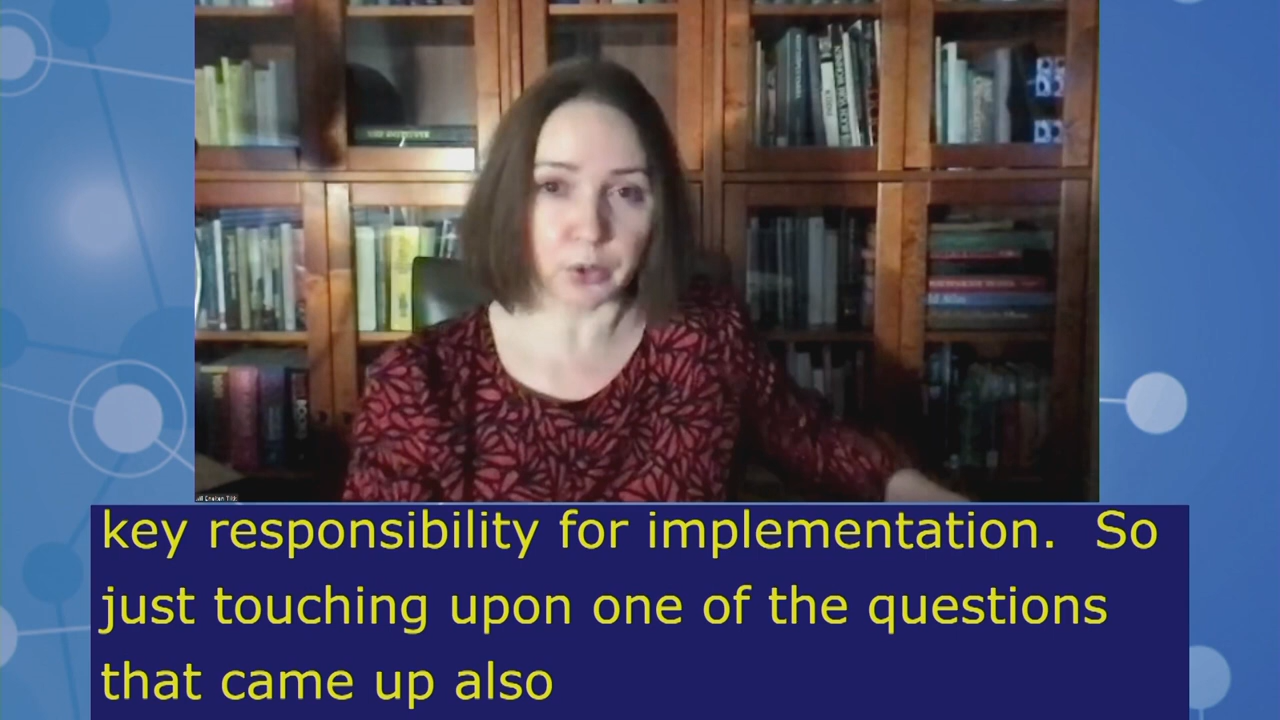 key responsibility for implementation.  So
just touching upon one of the questions
that came up also